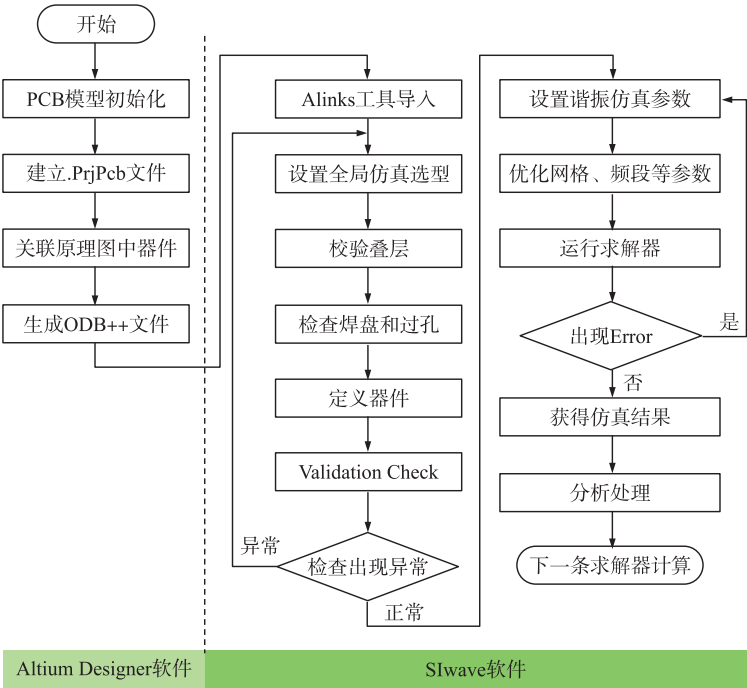 开始
PCB模型初始化
建立.PrjPcb文件
关联原理图中器件
生成ODB++文件
Alinks工具导入
设置全局仿真选型
校验叠层
检查焊盘和过孔
定义器件
Validation Check
检查出现异常
异常
正常
设置谐振仿真参数
优化网格、频段等参数
运行求解器
出现Error
是
否
获得仿真结果
分析处理
下一条求解器计算
Altium Designer软件
SIwave软件